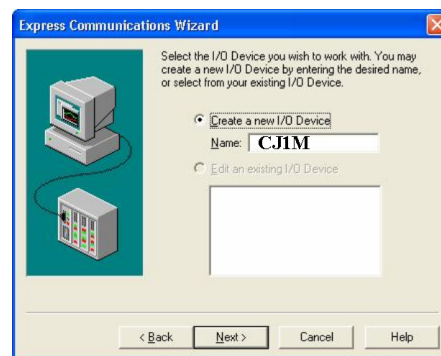 Express Communications Wizard
Select the I/O Device you wish to work with. You may
create a new I/O Device by entering the desired name,
or select from your existing I/O Device.
Create a new I/O Device
Name: CJ1M
Edit an existing I/O Device
< Back
Next >
Cancel
Help